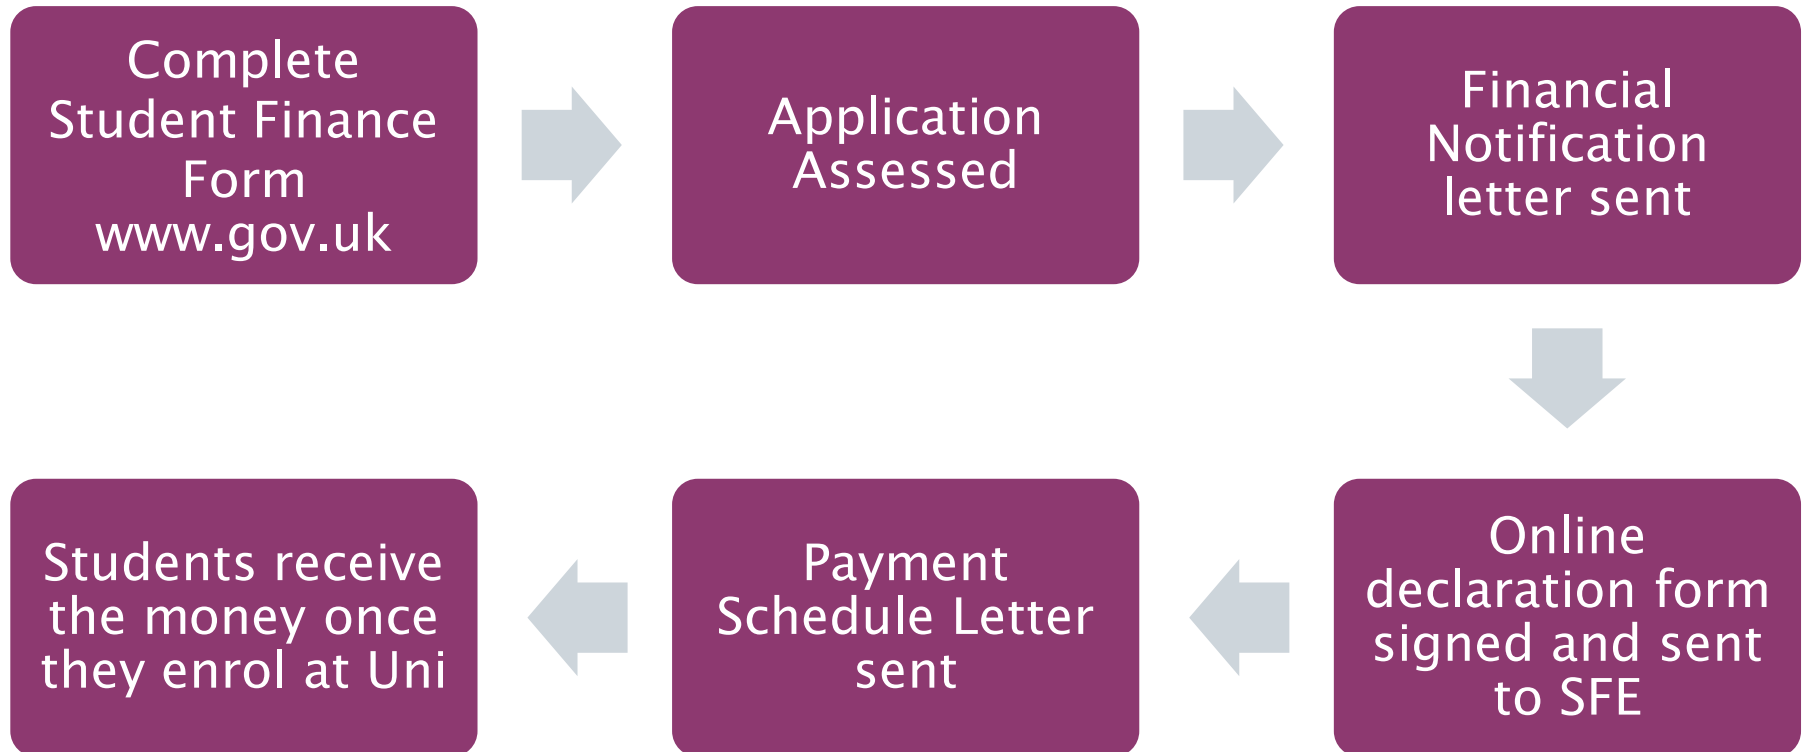 Complete
Student Finance
Form
www.gov.uk
Application
Assessed
Financial
Notification
letter sent
Online
declaration form
signed and sent
to SFE
Payment
Schedule Letter
sent
Students receive
the money once
they enrol at Uni